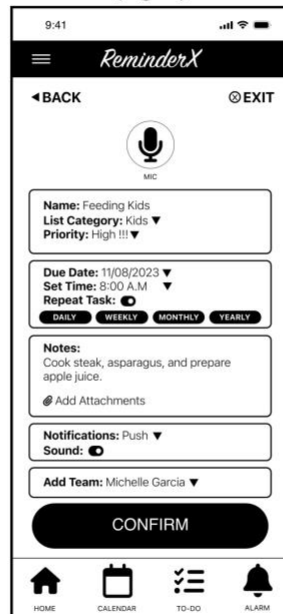 9:41
ReminderX
◄BACK ⊗EXIT
MIC
Name: Feeding Kids
List Category: Kids ▼
Priority: High !!! ▼
Due Date: 11/08/2023 ▼
Set Time: 8:00 A.M ▼
Repeat Task:
DAILY WEEKLY MONTHLY YEARLY
Notes:
Cook steak, asparagus, and prepare
apple juice.
Add Attachments
Notifications: Push ▼
Sound:
Add Team: Michelle Garcia ▼
CONFIRM
HOME CALENDAR TO-DO ALARM